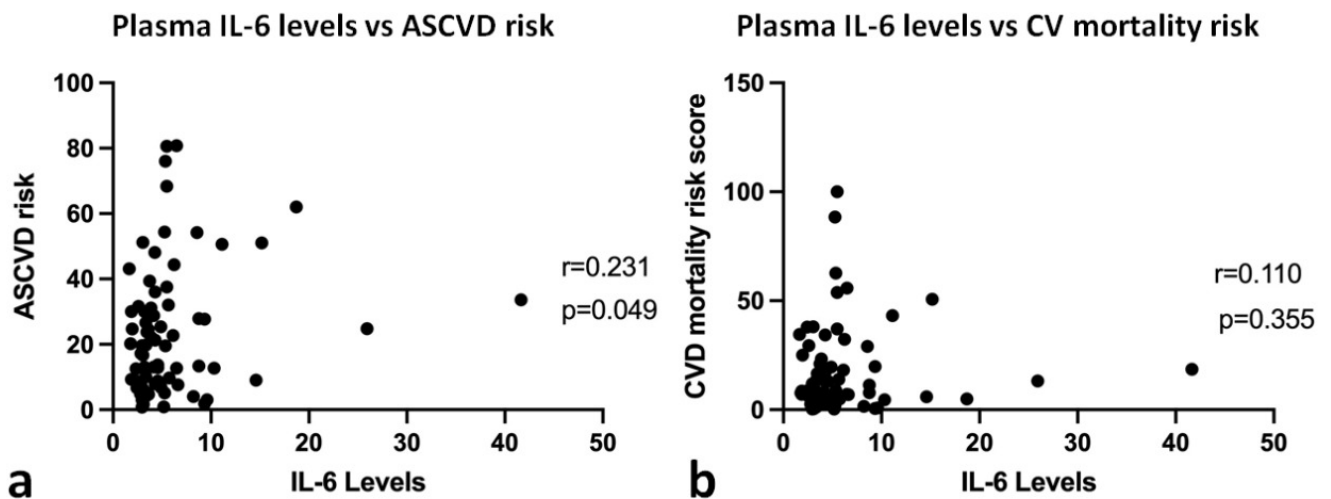 Plasma IL-6 levels vs ASCVD risk
100
80
60
40
20
0
ASCVD risk
r=0.231
p=0.049
0 10 20 30 40 50
IL-6 Levels
a
Plasma IL-6 levels vs CV mortality risk
150
100
50
0
CVD mortality risk score
r=0.110
p=0.355
0 10 20 30 40 50
IL-6 Levels
b